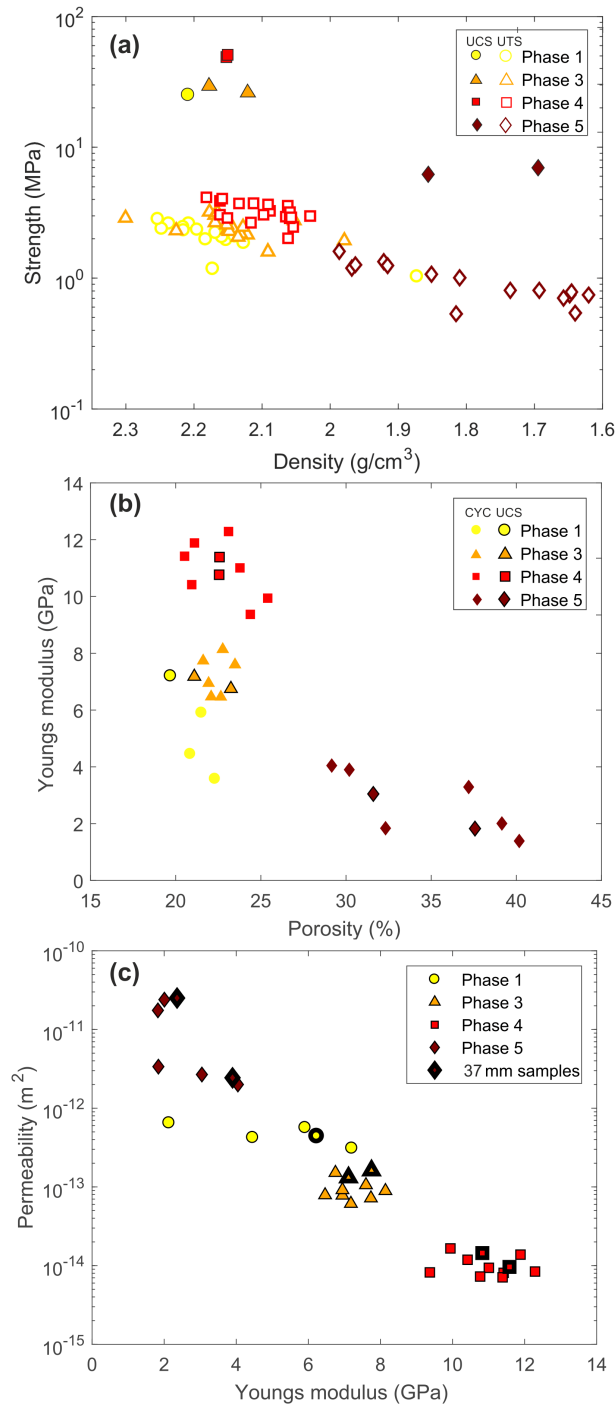 (a)
UCS UTS
Phase 1
Phase 3
Phase 4
Phase 5
10^2
10^1
10^0
10^-1
Strength (MPa)
2.3 2.2 2.1 2 1.9 1.8 1.7 1.6
Density (g/cm^3)
(b)
CYC UCS
Phase 1
Phase 3
Phase 4
Phase 5
14
12
10
8
6
4
2
0
Youngs modulus (GPa)
15 20 25 30 35 40 45
Porosity (%)
(c)
Phase 1
Phase 3
Phase 4
Phase 5
37 mm samples
10^-10
10^-11
10^-12
10^-13
10^-14
10^-15
Permeability (m^2)
0 2 4 6 8 10 12 14
Youngs modulus (GPa)